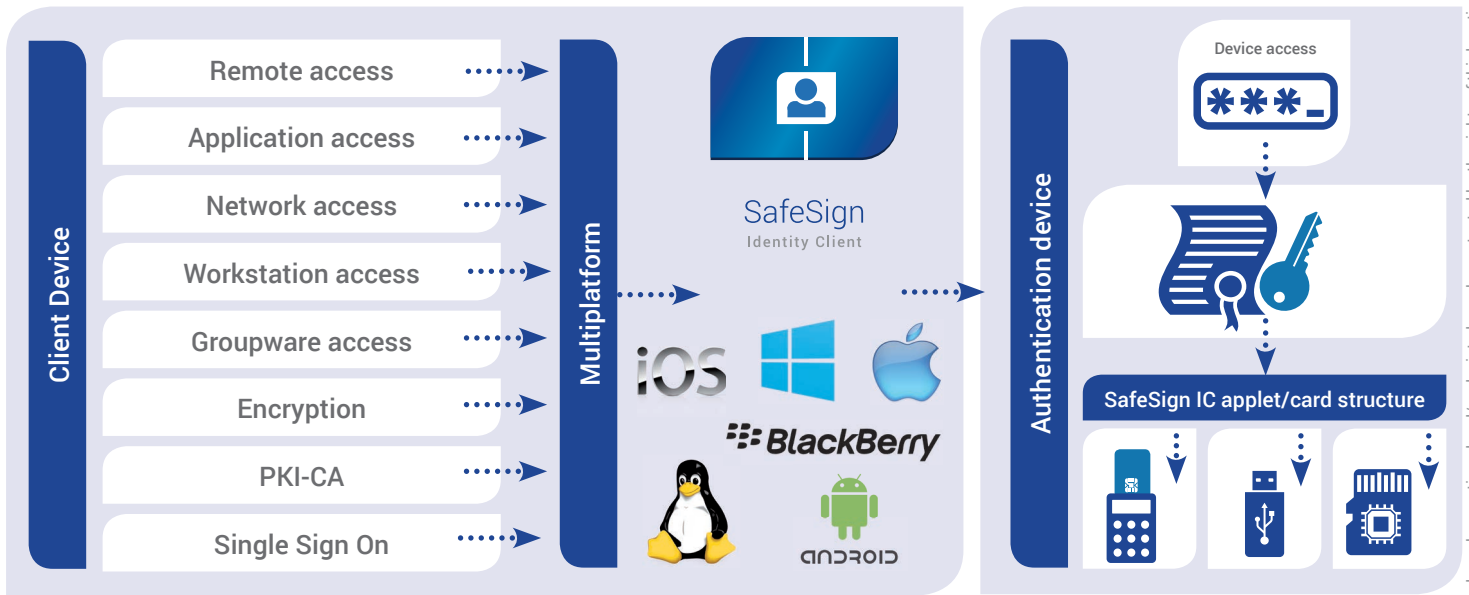 Client Device
Remote access
Application access
Network access
Workstation access
Groupware access
Encryption
PKI-CA
Single Sign On
Multiplatform
SafeSign
Identity Client
iOS
BlackBerry
ANDROID
Authentication device
Device access
***_
SafeSign IC applet/card structure